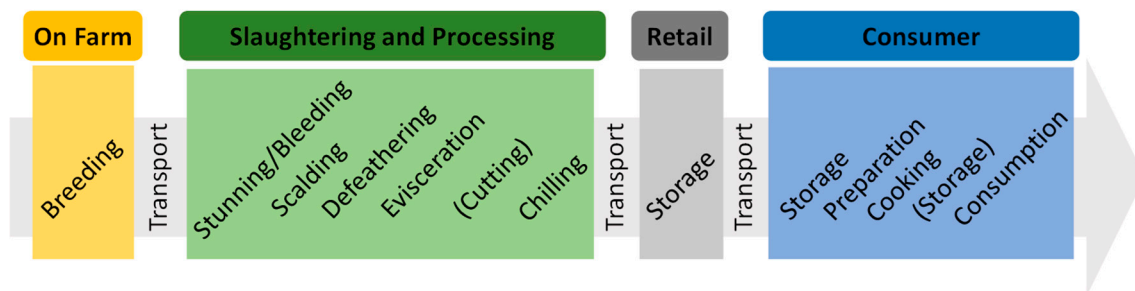 On Farm
Slaughtering and Processing
Retail
Consumer
Breeding
Transport
Stunning/Bleeding
Scalding
Defeathering
Evisceration
(Cutting)
Chilling
Transport
Storage
Transport
Storage
Preparation
Cooking
(Storage)
Consumption